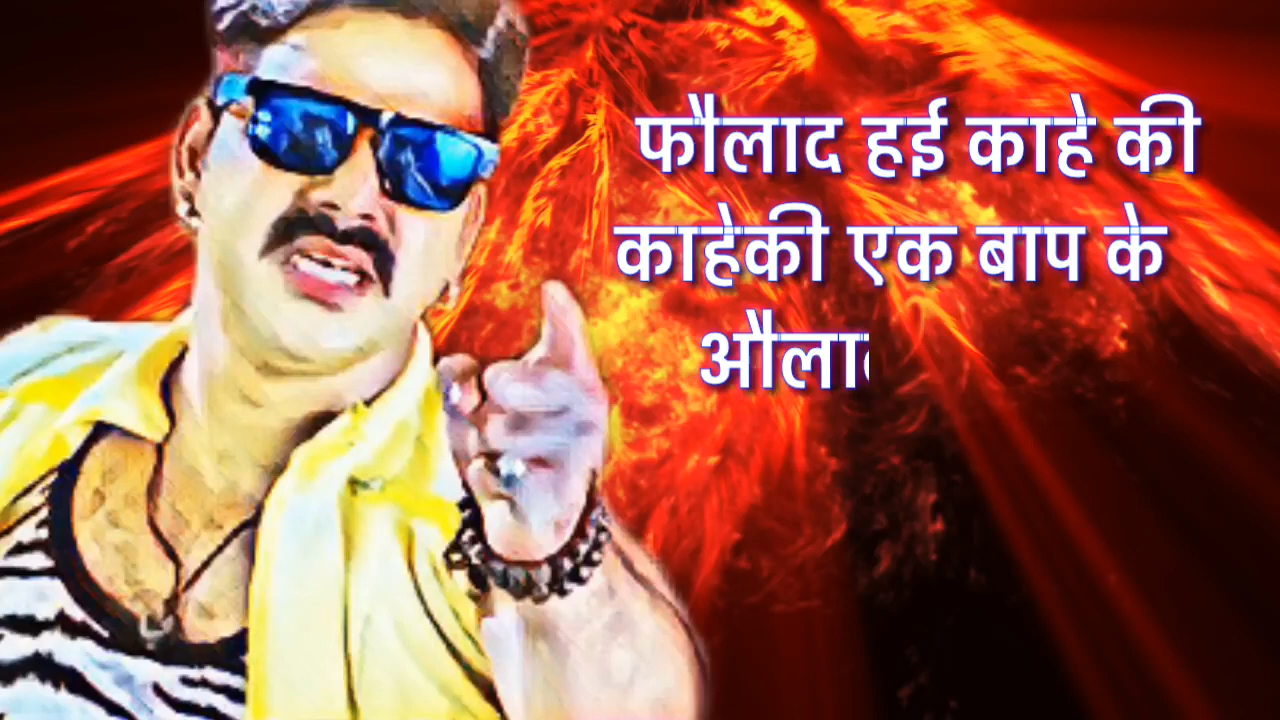 फौलाद हई काहे की
काहेकी एक बाप के